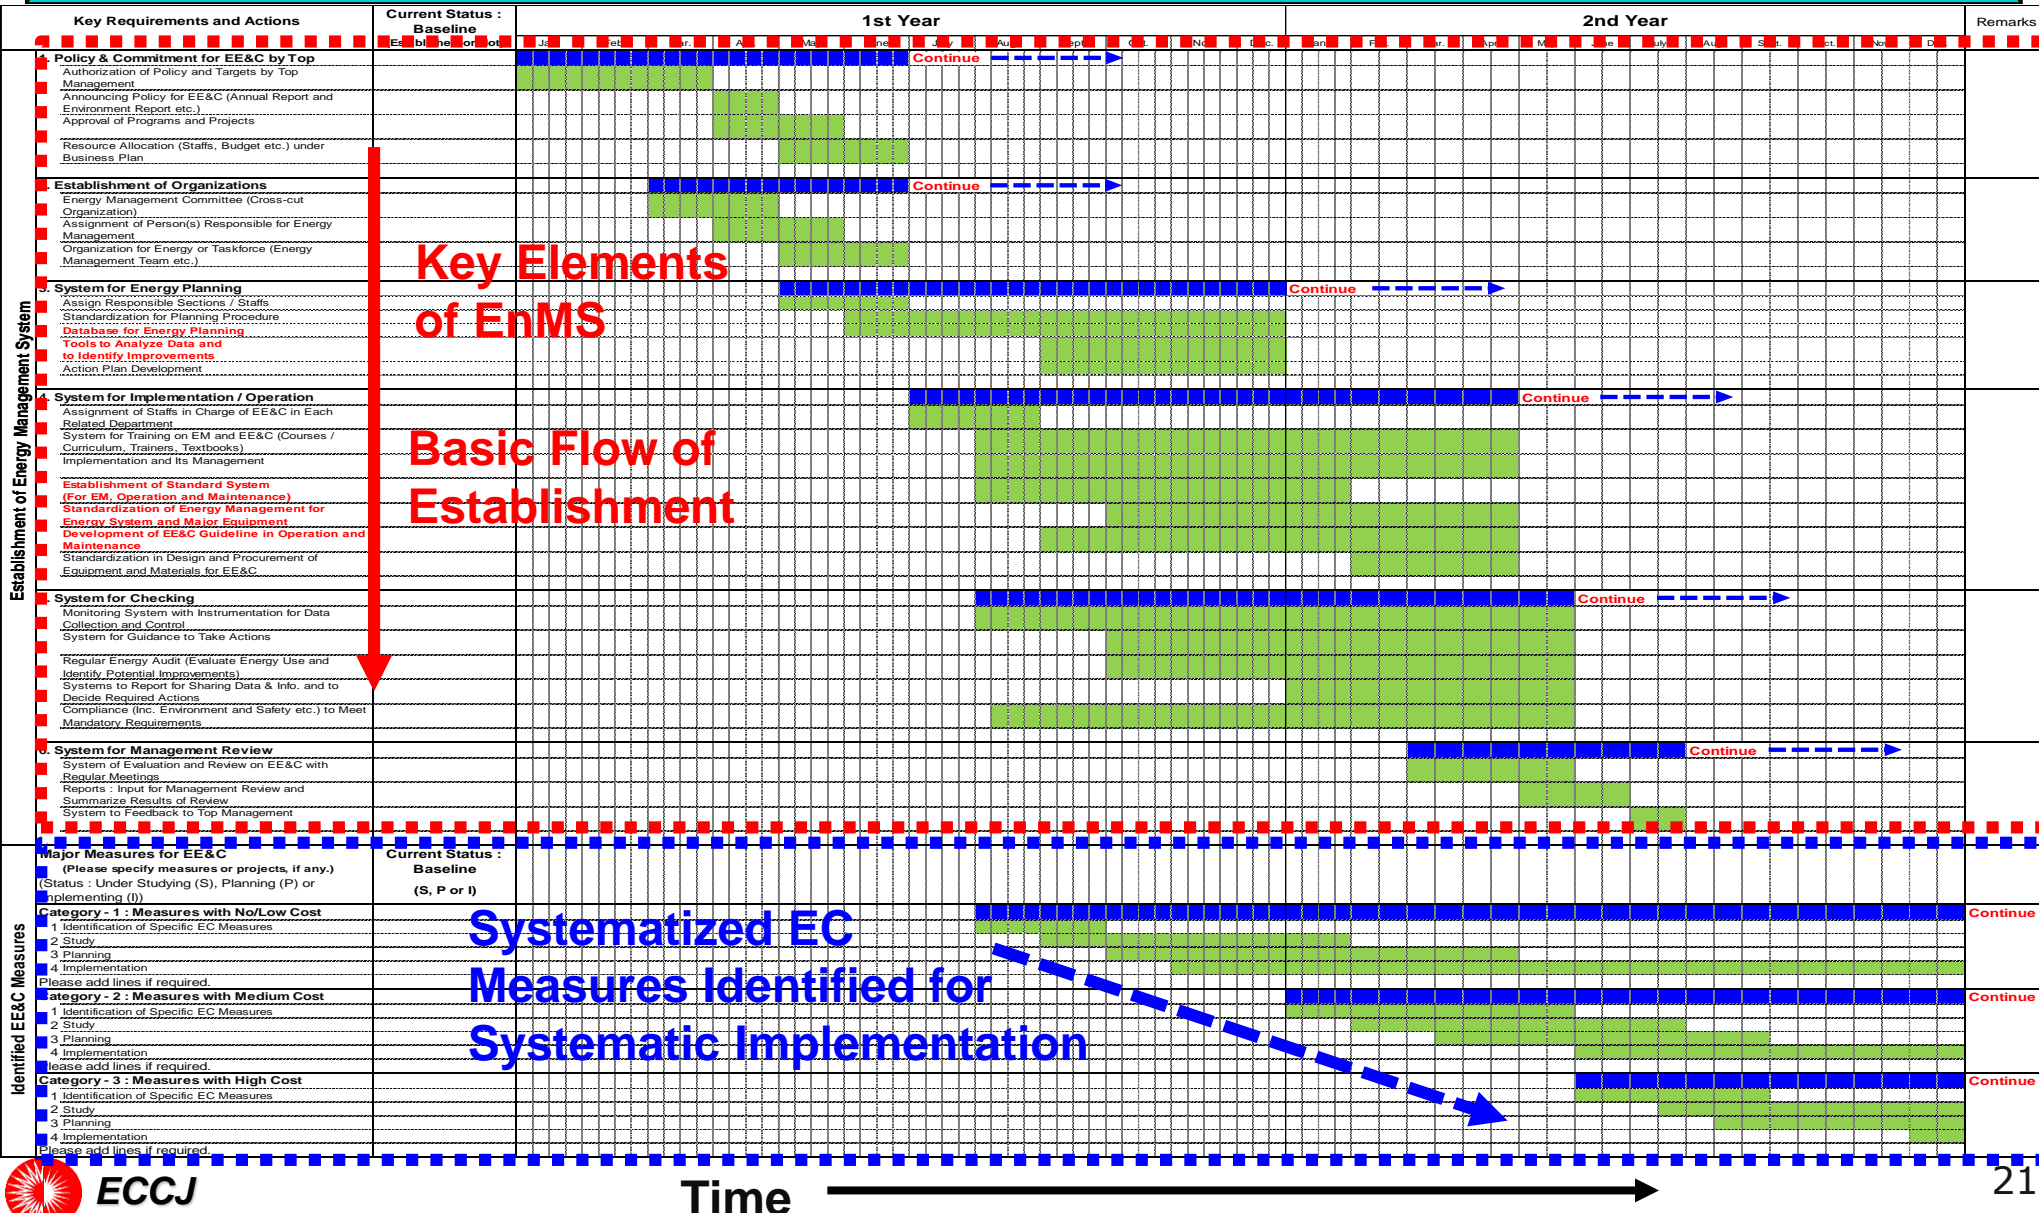 Key Requirements and Actions
Current Status :
Baseline
1st Year
2nd Year
Remarks
Establishment of Energy Management System
Policy & Commitment for EE&C by Top
Continue
Authorization of Policy and Targets by Top
Management
Announcing Policy for EE&C (Annual Report and
Environment Report etc.)
Approval of Programs and Projects
Resource Allocation (Staffs, Budget etc.) under
Business Plan
Establishment of Organizations
Continue
Energy Management Committee (Cross-cut
Organization)
Assignment of Person(s) Responsible for Energy
Management
Organization for Energy or Taskforce (Energy
Management Team etc.)
Key Elements
of EnMS
System for Energy Planning
Continue
Assign Responsible Sections / Staffs
Standardization for Planning Procedure
Database for Energy Planning
Tools to Analyze Data and
to Identify Improvements
Action Plan Development
4. System for Implementation / Operation
Continue
Assignment of Staffs in Charge of EE&C in Each
Related Department
System for Training on EM and EE&C (Courses /
Curriculum, Trainers, Textbooks)
Implementation and Its Management
Basic Flow of
Establishment
Establishment of Standard System
(For EM, Operation and Maintenance)
Standardization of Energy Management for
Energy System and Major Equipment
Development of EE&C Guideline in Operation and
Maintenance
Standardization in Design and Procurement of
Equipment and Materials for EE&C
System for Checking
Continue
Monitoring System with Instrumentation for Data
Collection and Control
System for Guidance to Take Actions
Regular Energy Audit (Evaluate Energy Use and
Identify Potential Improvements)
Systems to Report for Sharing Data & Info. and to
Decide Required Actions
Compliance (Inc. Environment and Safety etc.) to Meet
Mandatory Requirements
System for Management Review
Continue
System of Evaluation and Review on EE&C with
Regular Meetings
Reports : Input for Management Review and
Summarize Results of Review
System to Feedback to Top Management
Identified EE&C Measures
Major Measures for EE&C
(Please specify measures or projects, if any.)
(Status : Under Studying (S), Planning (P) or
Implementing (I))
Current Status :
Baseline
(S, P or I)
Category - 1 : Measures with No/Low Cost
Continue
1 Identification of Specific EC Measures
2 Study
3 Planning
4 Implementation
Please add lines if required.
Systematized EC
Measures Identified for
Systematic Implementation
Category - 2 : Measures with Medium Cost
Continue
1 Identification of Specific EC Measures
2 Study
3 Planning
4 Implementation
Please add lines if required.
Category - 3 : Measures with High Cost
Continue
1 Identification of Specific EC Measures
2 Study
3 Planning
4 Implementation
Please add lines if required.
ECCJ
Time
21